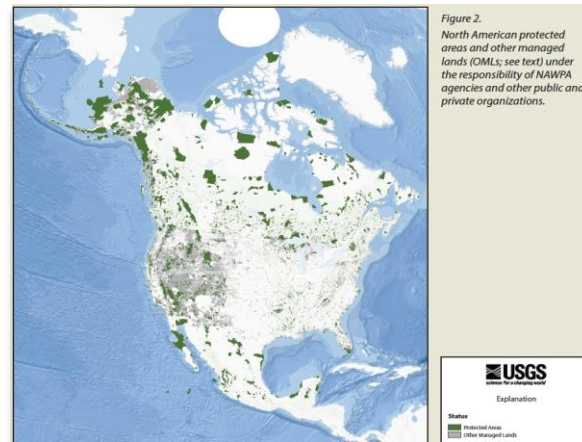 Figure 2.
North American protected
areas and other managed
lands (OMLs; see text) under
the responsibility of NAWPA
agencies and other public and
private organizations.
USGS
science for a changing world
Explanation
Status
Protected Areas
Other Managed Lands